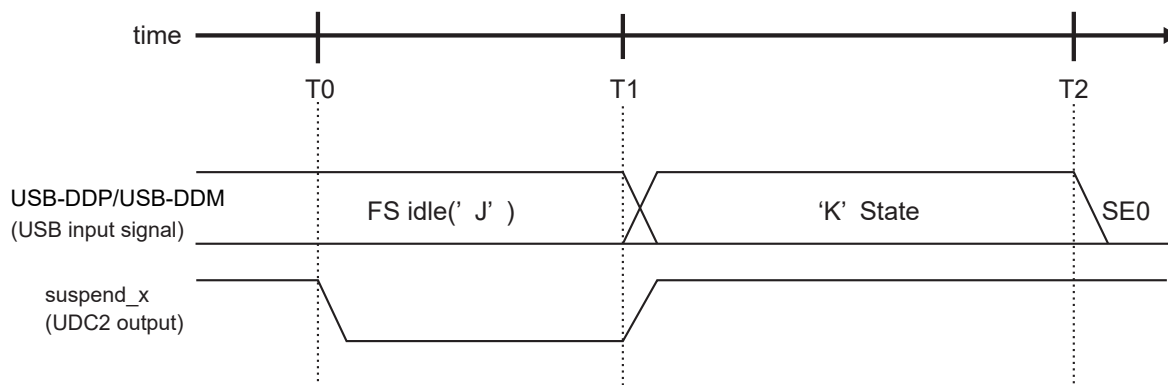 time
T0 T1 T2
USB-DDP/USB-DDM
(USB input signal)
FS idle(’ J’ )
‘K’ State
SE0
suspend_x
(UDC2 output)